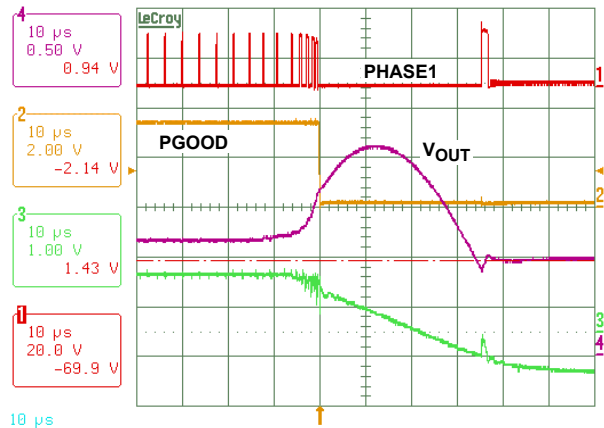 4
10 µs
0.50 V
0.94 V
2
10 µs
2.00 V
-2.14 V
3
10 µs
1.00 V
1.43 V
1
10 µs
20.0 V
-69.9 V
10 µs
LeCroy
PHASE1
PGOOD
VOUT
1
2
3
4